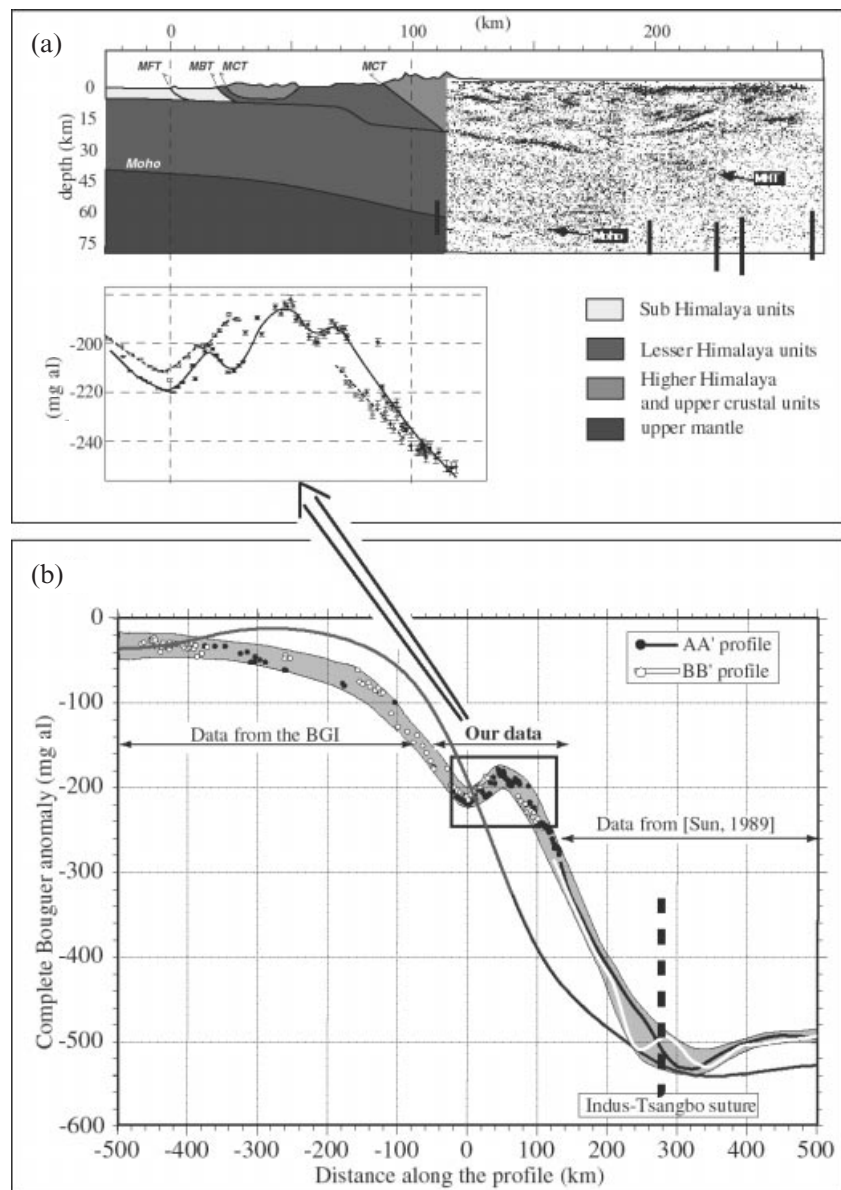 (a)
(km)
0 100 200
MFT MBT MCT MCT
0
15
30
45
60
75
depth (km)
Moho
MHT
Moho
-200
-220
-240
(mg al)
Sub Himalaya units
Lesser Himalaya units
Higher Himalaya
and upper crustal units
upper mantle
(b)
0
-100
-200
-300
-400
-500
-600
Complete Bouguer anomaly (mg al)
AA' profile
BB' profile
Data from the BGI
Our data
Data from [Sun, 1989]
Indus-Tsangbo suture
-500 -400 -300 -200 -100 0 100 200 300 400 500
Distance along the profile (km)